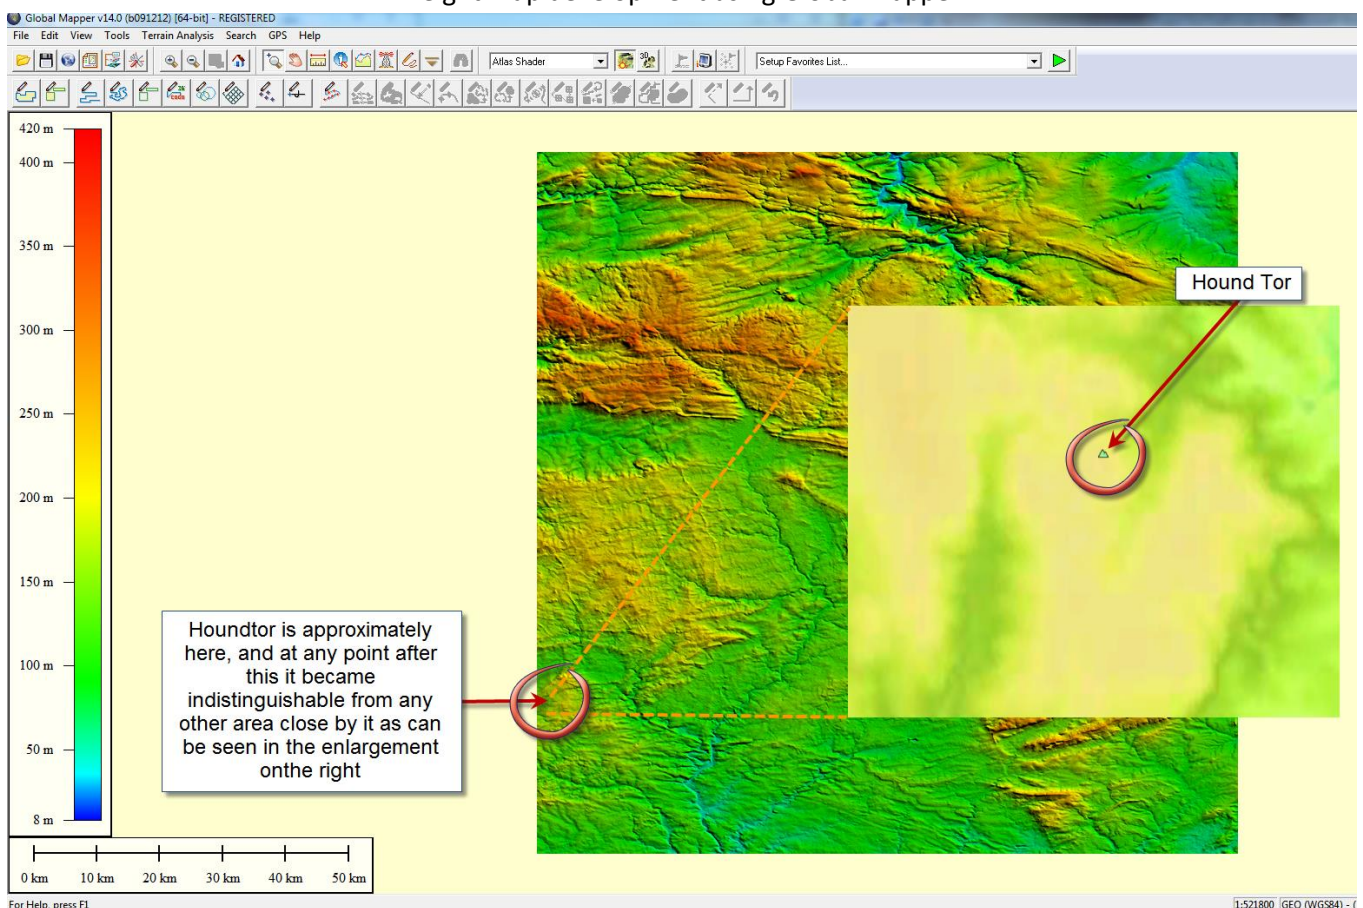 Global Mapper v14.0 (b091212) [64-bit] - REGISTERED
File Edit View Tools Terrain Analysis Search GPS Help
Atlas Shader
Setup Favorites List...
420 m
400 m
350 m
300 m
250 m
200 m
150 m
100 m
50 m
8 m
Hound Tor
Houndtor is approximately
here, and at any point after
this it became
indistinguishable from any
other area close by it as can
be seen in the enlargement
onthe right
0 km 10 km 20 km 30 km 40 km 50 km
For Help, press F1
1:521800 GEO (WGS84) - (